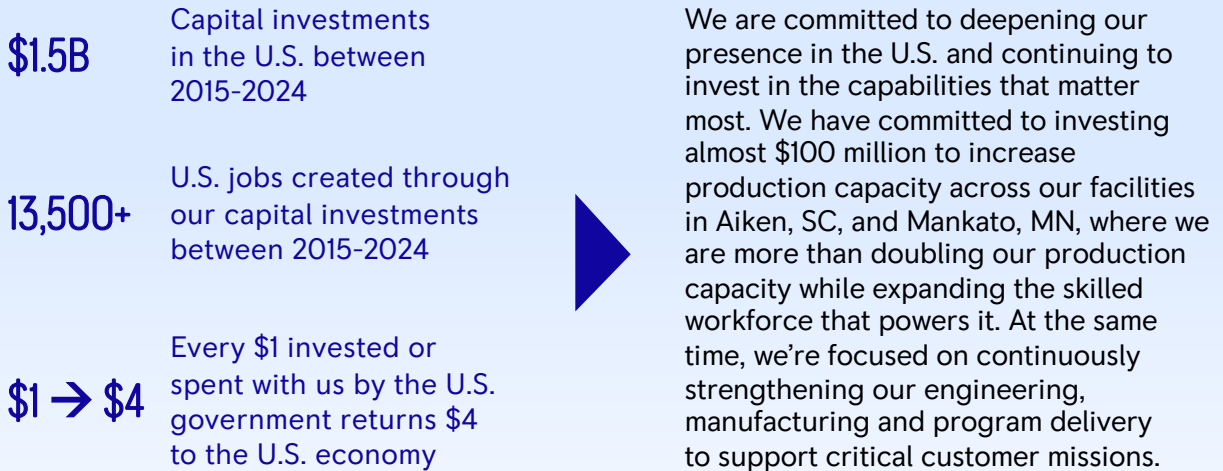 $1.5B
Capital investments
in the U.S. between
2015-2024
13,500+
U.S. jobs created through
our capital investments
between 2015-2024
$1 → $4
Every $1 invested or
spent with us by the U.S.
government returns $4
to the U.S. economy
We are committed to deepening our
presence in the U.S. and continuing to
invest in the capabilities that matter
most. We have committed to investing
almost $100 million to increase
production capacity across our facilities
in Aiken, SC, and Mankato, MN, where we
are more than doubling our production
capacity while expanding the skilled
workforce that powers it. At the same
time, we’re focused on continuously
strengthening our engineering,
manufacturing and program delivery
to support critical customer missions.